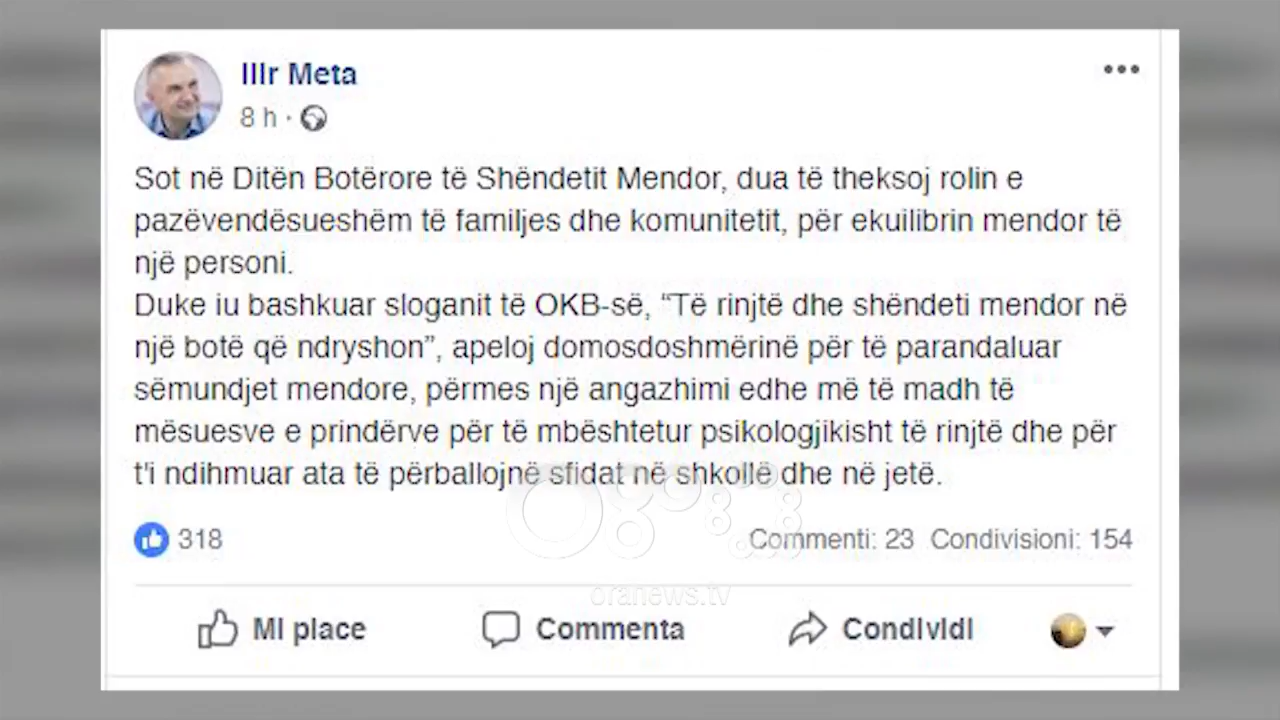 Ilir Meta
8 h ·
Sot në Ditën Botërore të Shëndetit Mendor, dua të theksoj rolin e
pazëvendësueshëm të familjes dhe komunitetit, për ekuilibrin mendor të
një personi.
Duke iu bashkuar sloganit të OKB-së, “Të rinjtë dhe shëndeti mendor në
një botë që ndryshon”, apeloj domosdoshmërinë për të parandaluar
sëmundjet mendore, përmes një angazhimi edhe më të madh të
mësuesve e prindërve për të mbështetur psikologjikisht të rinjtë dhe për
t'i ndihmuar ata të përballojnë sfidat në shkollë dhe në jetë.
318 Commenti: 23 Condivisioni: 154
oranews.tv
Mi piace Commenta Condividi